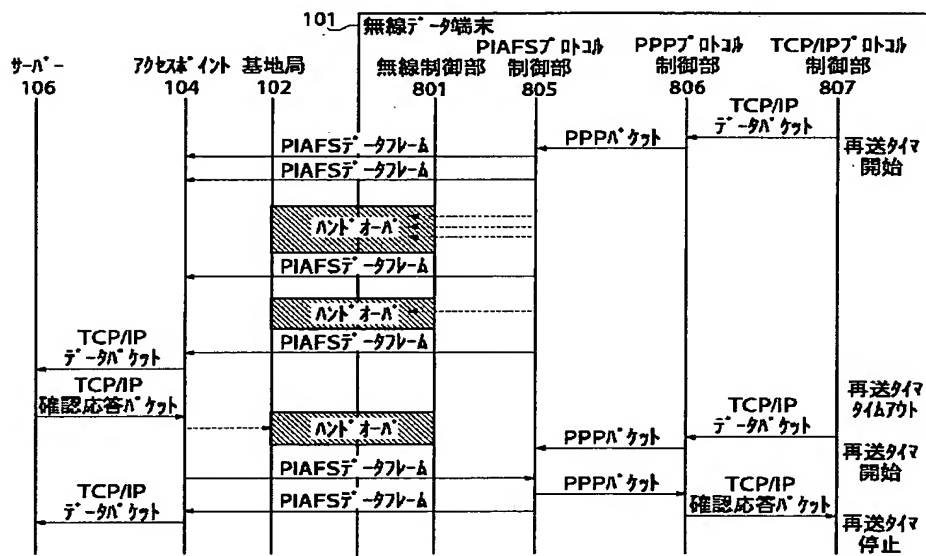 101
無線データ端末
サーバー
106
アクセスポイント
104
基地局
102
無線制御部
801
PIAFSプロトコル
制御部
805
PPPプロトコル
制御部
806
TCP/IPプロトコル
制御部
807
TCP/IP
データパケット
PPPパケット
再送タイマ
開始
PIAFSデータフレーム
PIAFSデータフレーム
ハンドオーバ
PIAFSデータフレーム
ハンドオーバ
PIAFSデータフレーム
TCP/IP
データパケット
TCP/IP
確認応答パケット
再送タイマ
タイムアウト
ハンドオーバ
TCP/IP
データパケット
PPPパケット
再送タイマ
開始
PIAFSデータフレーム
PPPパケット
TCP/IP
確認応答パケット
PIAFSデータフレーム
TCP/IP
データパケット
再送タイマ
停止